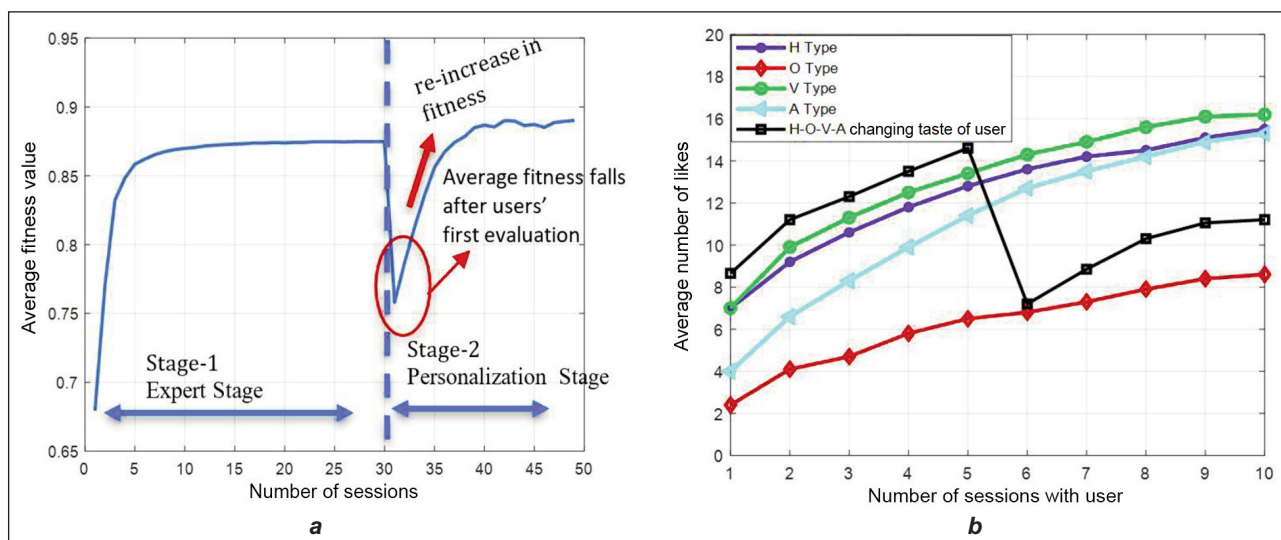 0.95
0.9
0.85
0.8
0.75
0.7
0.65
Average fitness value
re-increase in
fitness
Average fitness falls
after users'
first evaluation
Stage-1
Expert Stage
Stage-2
Personalization Stage
0 5 10 15 20 25 30 35 40 45 50
Number of sessions
a
20
18
16
14
12
10
8
6
4
2
0
Average number of likes
H Type
O Type
V Type
A Type
H-O-V-A changing taste of user
1 2 3 4 5 6 7 8 9 10
Number of sessions with user
b